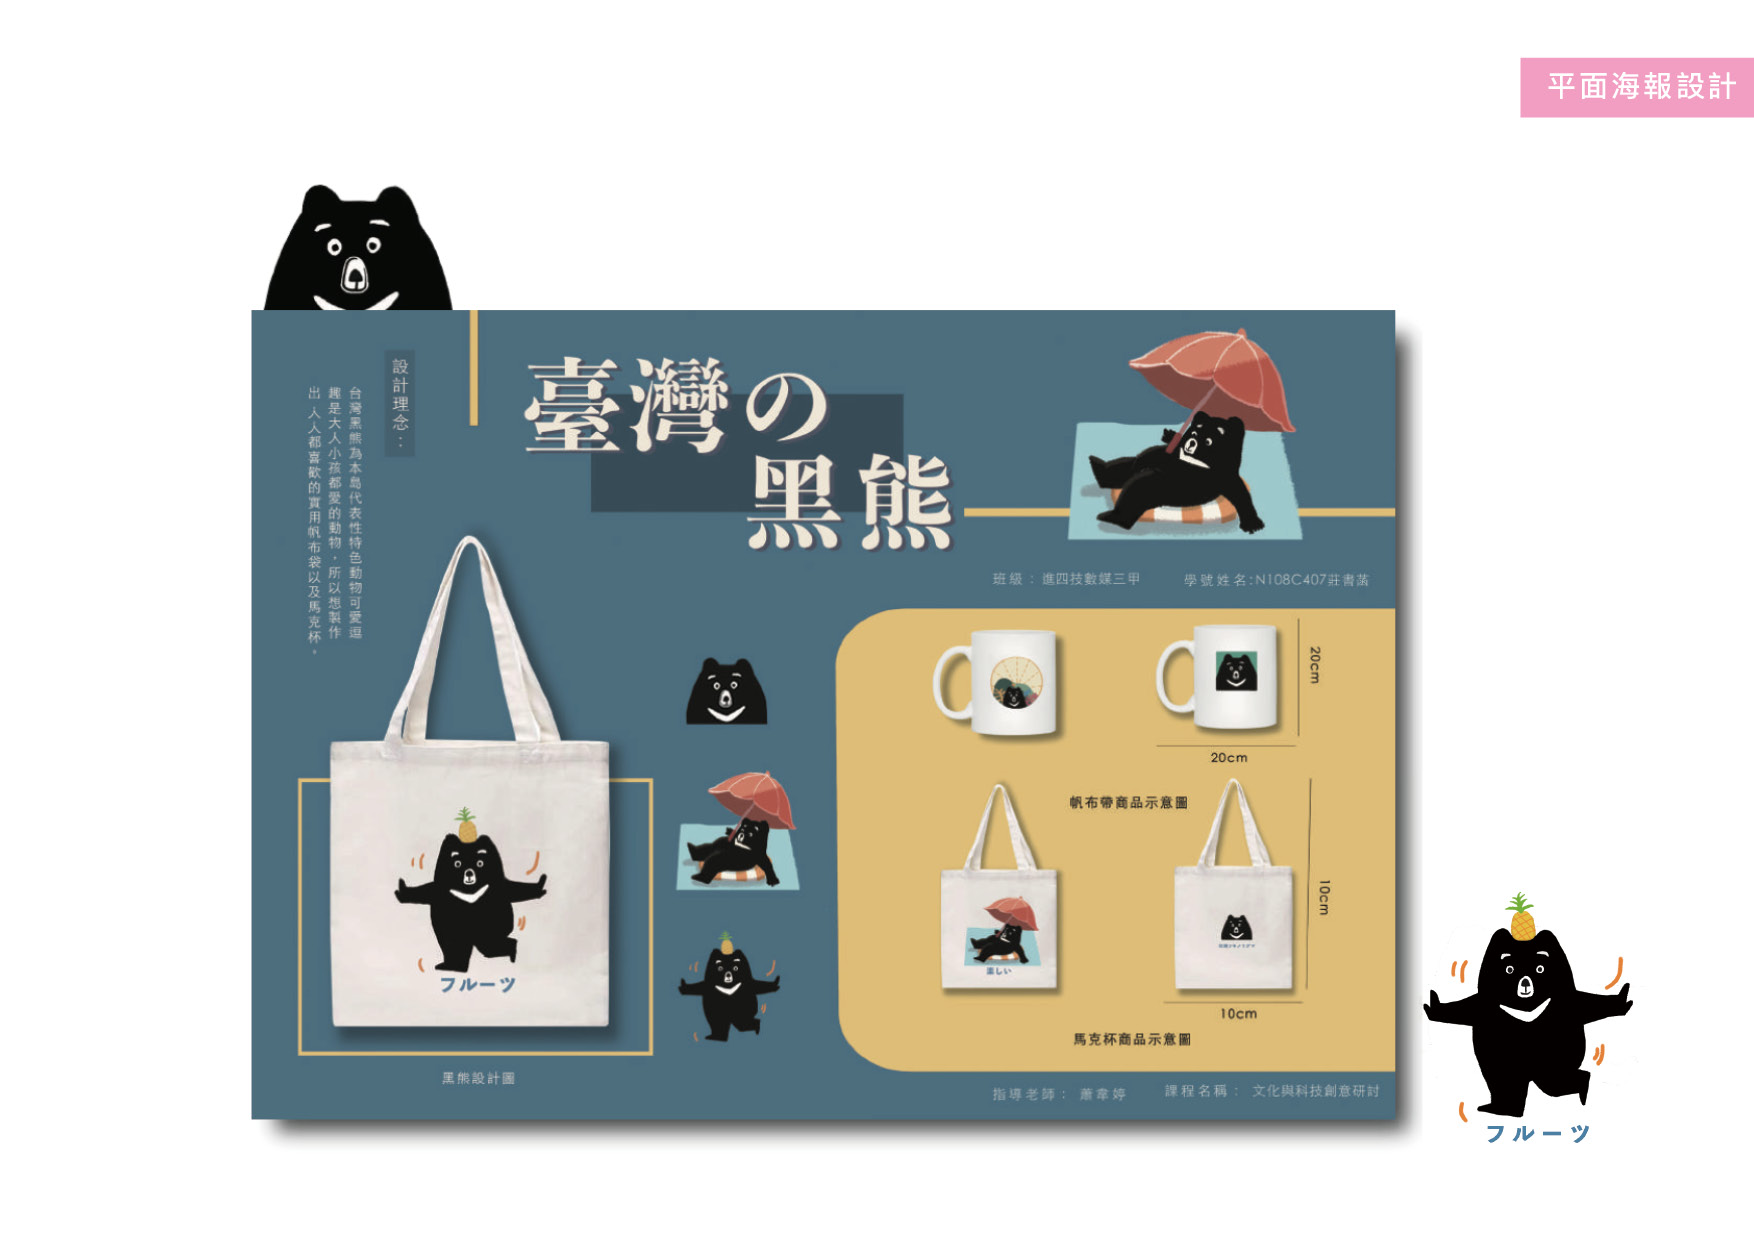 平面海報設計
臺灣の
黑熊
設計理念：
台灣黑熊為本島代表性特色動物可愛逗
趣是大人小孩都愛的動物，所以想製作
出 人人都喜歡的實用帆布袋以及馬克杯。
班級：進四技數媒三甲
學號姓名:N108C407莊書
20cm
20cm
帆布帶商品示意圖
フルーツ
楽しい
10cm
10cm
馬克杯商品示意圖
黑熊設計圖
指導老師： 蕭韋婷
課程名稱： 文化與科技創意研討
フルーツ